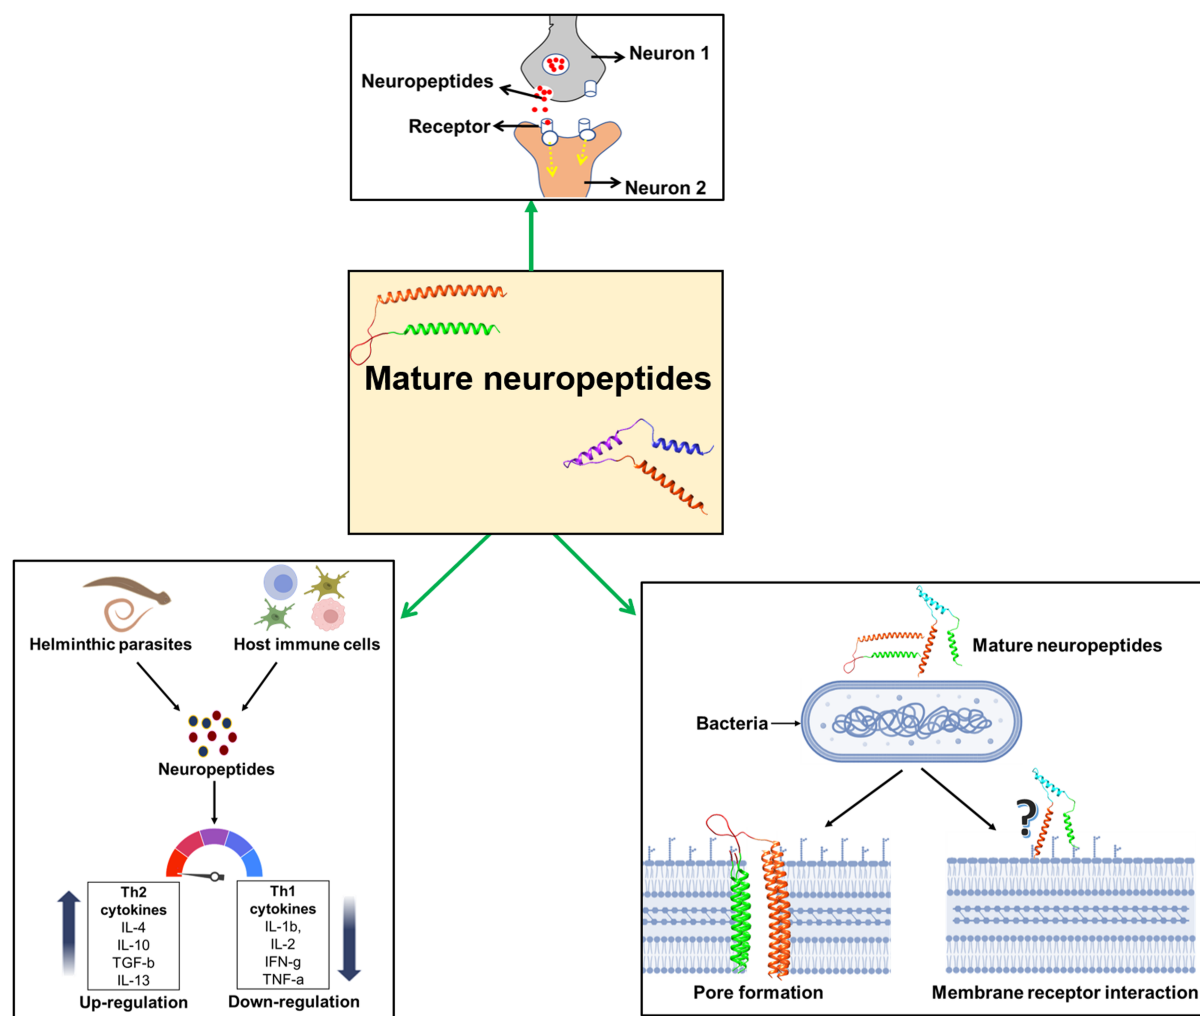 Neuron 1
Neuropeptides
Receptor
Neuron 2
Mature neuropeptides
Helminthic parasites
Host immune cells
Neuropeptides
Th2
cytokines
IL-4
IL-10
TGF-b
IL-13
Up-regulation
Th1
cytokines
IL-1b,
IL-2
IFN-g
TNF-a
Down-regulation
Mature neuropeptides
Bacteria
?
Pore formation
Membrane receptor interaction